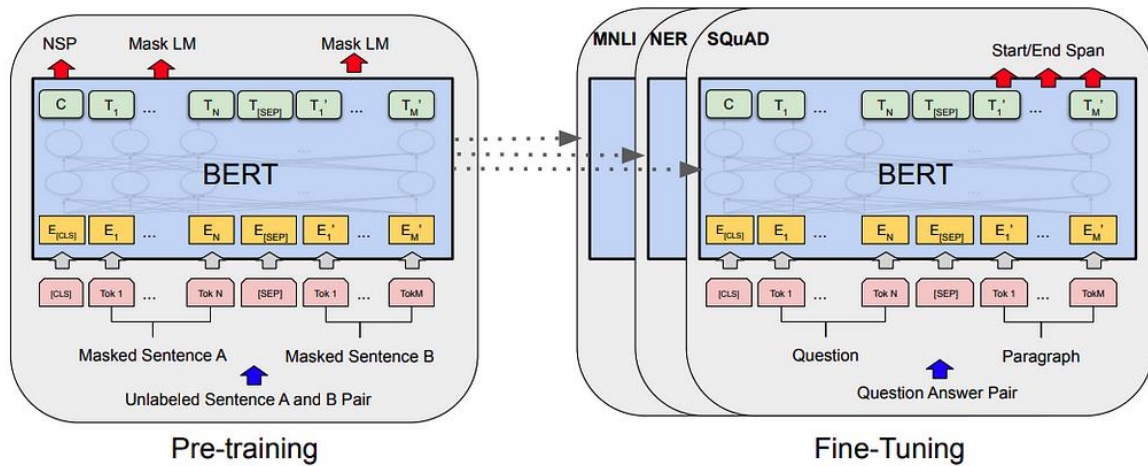 NSP Mask LM Mask LM
C T1 ... TN T[SEP] T1' ... TM'
BERT
E[CLS] E1 ... EN E[SEP] E1' ... EM'
[CLS] Tok 1 ... Tok N [SEP] Tok 1 ... TokM
Masked Sentence A Masked Sentence B
Unlabeled Sentence A and B Pair
Pre-training
MNLI NER SQuAD
Start/End Span
C T1 ... TN T[SEP] T1' ... TM'
BERT
E[CLS] E1 ... EN E[SEP] E1' ... EM'
[CLS] Tok 1 ... Tok N [SEP] Tok 1 ... TokM
Question Paragraph
Question Answer Pair
Fine-Tuning